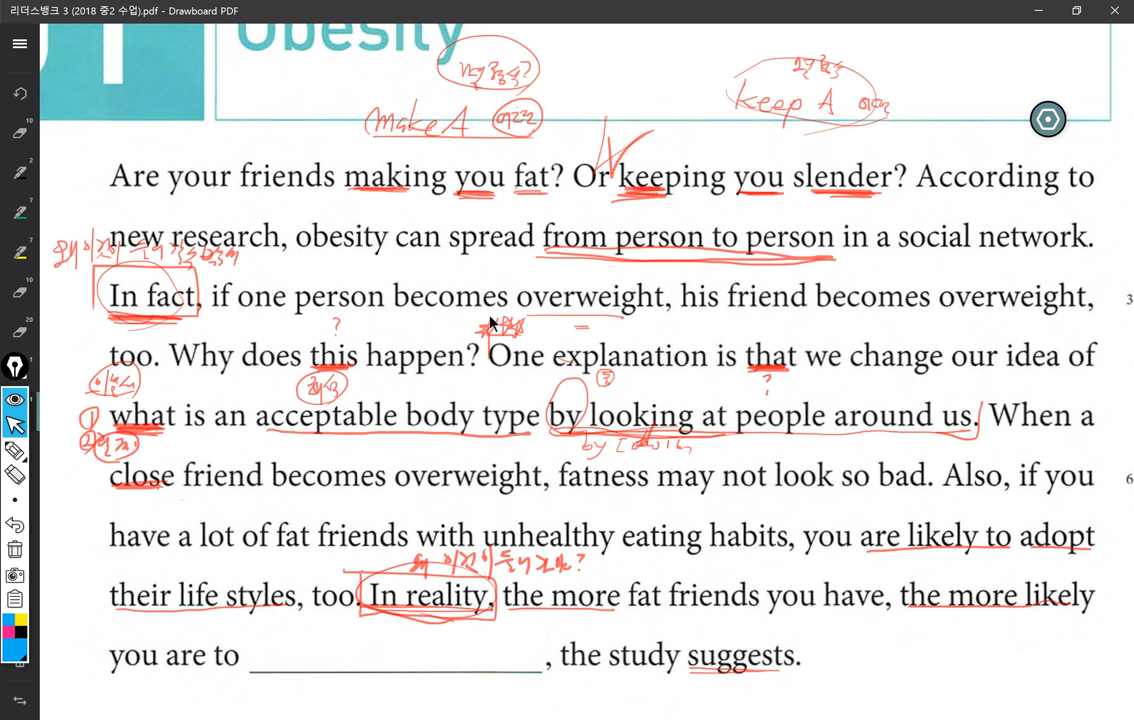 리더스뱅크 3 (2018 중2 수업).pdf - Drawboard PDF
Obesity
make A
keep A
Are your friends making you fat? Or keeping you slender? According to
new research, obesity can spread from person to person in a social network.
In fact, if one person becomes overweight, his friend becomes overweight,
3
?
too. Why does this happen? One explanation is that we change our idea of
?
①
what is an acceptable body type by looking at people around us. When a
②
by
close friend becomes overweight, fatness may not look so bad. Also, if you
6
have a lot of fat friends with unhealthy eating habits, you are likely to adopt
their life styles, too. In reality, the more fat friends you have, the more likely
you are to ____________________, the study suggests.